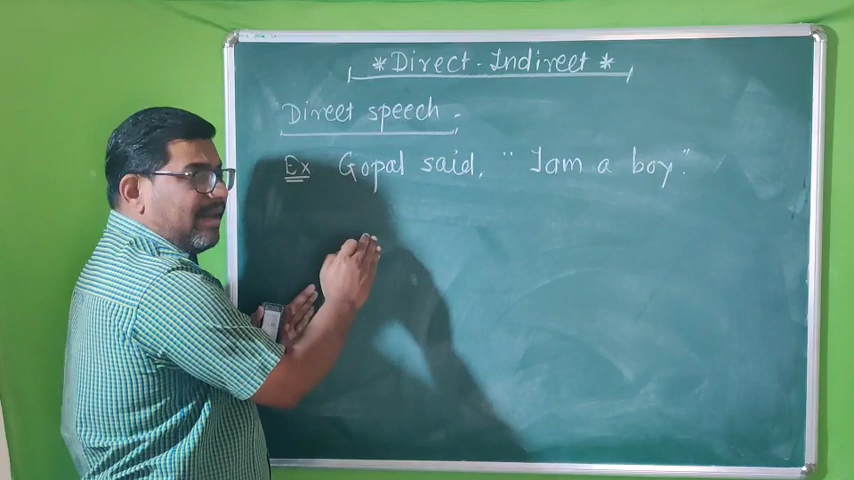 * Direct - Indirect *
Direct speech -
Ex Gopal said, " I am a boy."